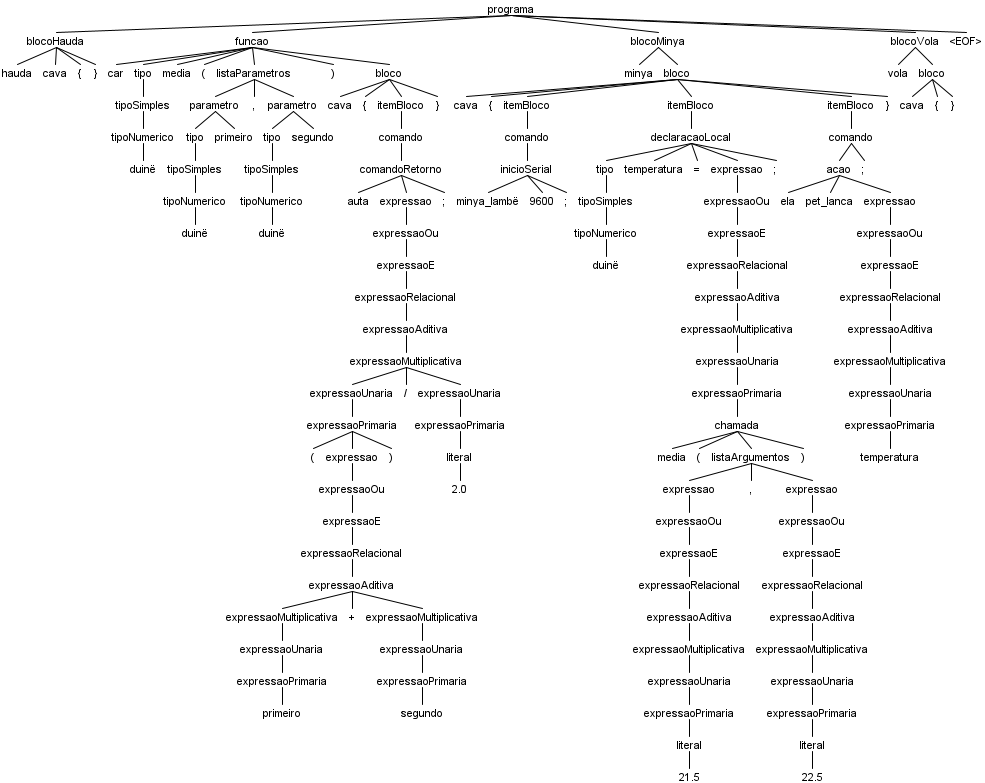 programa
blocoHauda funcao blocoMinya blocoVola <EOF>
hauda cava { } car tipo media ( listaParametros ) bloco minya bloco vola bloco
tipoSimples parametro , parametro cava { itemBloco } cava { itemBloco itemBloco itemBloco } cava { }
tipoNumerico tipo primeiro tipo segundo comando comando declaracaoLocal comando
duinë tipoSimples tipoSimples comandoRetorno inicioSerial tipo temperatura = expressao ; acao ;
tipoNumerico tipoNumerico auta expressao ; minya_lambë 9600 ; tipoSimples expressaoOu ela pet_lanca expressao
duinë duinë expressaoOu tipoNumerico expressaoE expressaoOu
expressaoE duinë expressaoRelacional expressaoE
expressaoRelacional expressaoAditiva expressaoRelacional
expressaoAditiva expressaoMultiplicativa expressaoAditiva
expressaoMultiplicativa expressaoUnaria expressaoMultiplicativa
expressaoUnaria / expressaoUnaria expressaoPrimaria expressaoUnaria
expressaoPrimaria expressaoPrimaria chamada expressaoPrimaria
( expressao ) literal media ( listaArgumentos ) temperatura
expressaoOu 2.0 expressao , expressao
expressaoE expressaoOu expressaoOu
expressaoRelacional expressaoE expressaoE
expressaoAditiva expressaoRelacional expressaoRelacional
expressaoMultiplicativa + expressaoMultiplicativa expressaoAditiva expressaoAditiva
expressaoUnaria expressaoUnaria expressaoMultiplicativa expressaoMultiplicativa
expressaoPrimaria expressaoPrimaria expressaoUnaria expressaoUnaria
primeiro segundo expressaoPrimaria expressaoPrimaria
literal literal
21.5 22.5